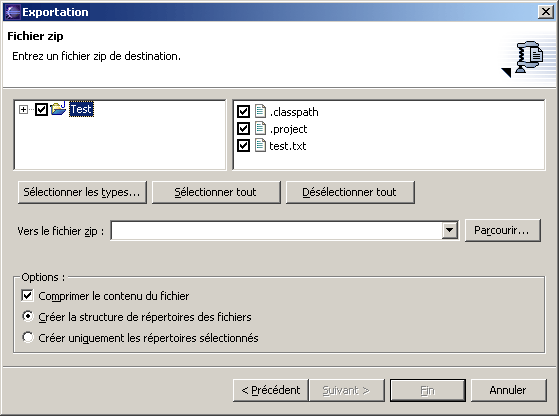 Exportation
Fichier zip
Entrez un fichier zip de destination.
Test
.classpath
.project
test.txt
Sélectionner les types...
Sélectionner tout
Désélectionner tout
Vers le fichier zip :
Parcourir...
Options :
Comprimer le contenu du fichier
Créer la structure de répertoires des fichiers
Créer uniquement les répertoires sélectionnés
< Précédent
Suivant >
Fin
Annuler